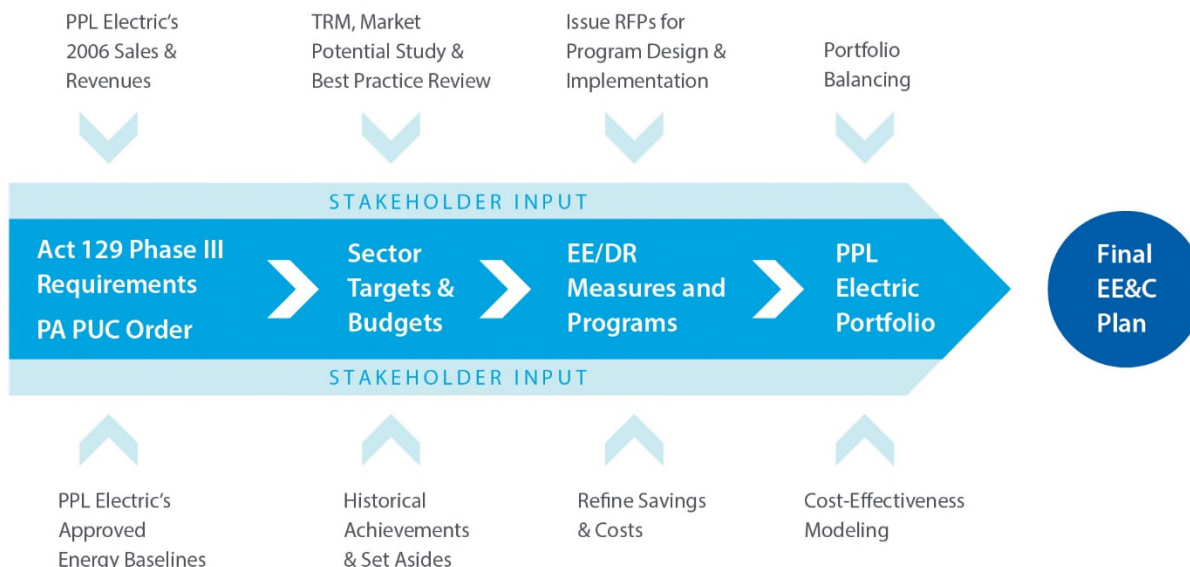 PPL Electric's
2006 Sales &
Revenues
TRM, Market
Potential Study &
Best Practice Review
Issue RFPs for
Program Design &
Implementation
Portfolio
Balancing
STAKEHOLDER INPUT
Act 129 Phase III
Requirements
PA PUC Order
Sector
Targets &
Budgets
EE/DR
Measures and
Programs
PPL
Electric
Portfolio
Final
EE&C
Plan
STAKEHOLDER INPUT
PPL Electric's
Approved
Energy Baselines
Historical
Achievements
& Set Asides
Refine Savings
& Costs
Cost-Effectiveness
Modeling